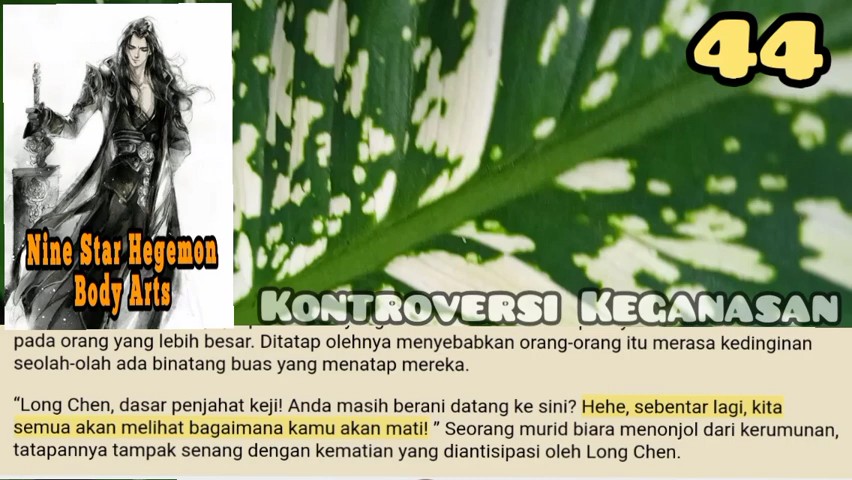 44
Nine Star Hegemon
Body Arts
Kontroversi Keganasan
pada orang yang lebih besar. Ditatap olehnya menyebabkan orang-orang itu merasa kedinginan
seolah-olah ada binatang buas yang menatap mereka.
“Long Chen, dasar penjahat keji! Anda masih berani datang ke sini? Hehe, sebentar lagi, kita
semua akan melihat bagaimana kamu akan mati! ” Seorang murid biara menonjol dari kerumunan,
tatapannya tampak senang dengan kematian yang diantisipasi oleh Long Chen.